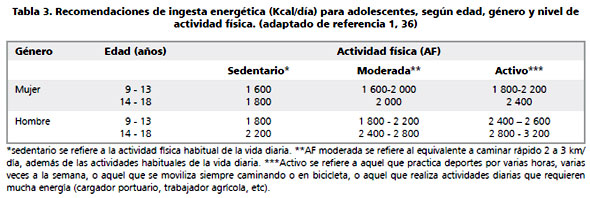 Tabla 3. Recomendaciones de ingesta energética (Kcal/día) para adolescentes, según edad, género y nivel de
actividad física. (adaptado de referencia 1, 36)
Género Edad (años) Actividad física (AF)
Sedentario* Moderada** Activo***
Mujer 9 - 13 1 600 1 600-2 000 1 800-2 200
14 - 18 1 800 2 000 2 400
Hombre 9 - 13 1 800 1 800 - 2 200 2 400 – 2 600
14 - 18 2 200 2 400 - 2 800 2 800 - 3 200
*sedentario se refiere a la actividad física habitual de la vida diaria. **AF moderada se refiere al equivalente a caminar rápido 2 a 3 km/
día, además de las actividades habituales de la vida diaria. ***Activo se refiere a aquel que practica deportes por varias horas, varias
veces a la semana, o aquel que se moviliza siempre caminando o en bicicleta, o aquel que realiza actividades diarias que requieren
mucha energía (cargador portuario, trabajador agrícola, etc).